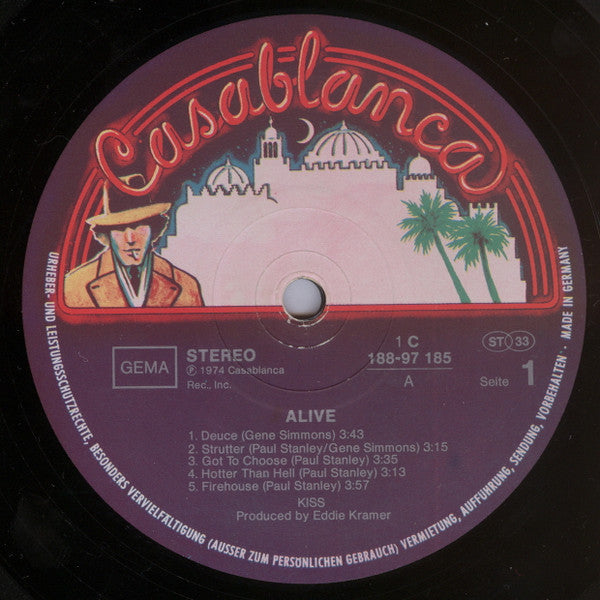 Casablanca
GEMA
STEREO
℗ 1974 Casablanca
Rec., Inc.
1 C
188-97 185
A
ST 33
Seite 1
ALIVE
1. Deuce (Gene Simmons) 3:43
2. Strutter (Paul Stanley/Gene Simmons) 3:15
3. Got To Choose (Paul Stanley) 3:35
4. Hotter Than Hell (Paul Stanley) 3:13
5. Firehouse (Paul Stanley) 3:57
KISS
Produced by Eddie Kramer
URHEBER- UND LEISTUNGSSCHUTZRECHTE, BESONDERS VERVIELFÄLTIGUNG (AUSSER ZUM PERSÖNLICHEN GEBRAUCH) VERMIETUNG, AUFFÜHRUNG, SENDUNG, VORBEHALTEN · MADE IN GERMANY